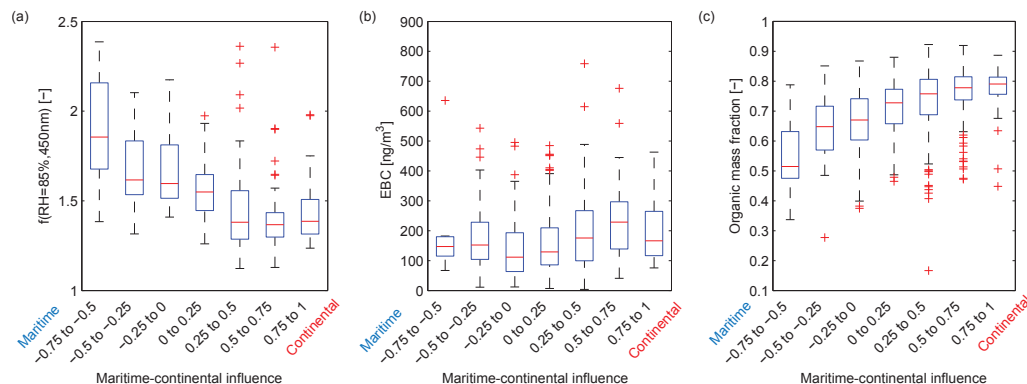 (a)
2.5
2
1.5
1
f(RH=85%,450nm) [−]
Maritime
−0.75 to −0.5
−0.5 to −0.25
−0.25 to 0
0 to 0.25
0.25 to 0.5
0.5 to 0.75
0.75 to 1
Continental
Maritime-continental influence
(b)
900
800
700
600
500
400
300
200
100
0
EBC [ng/m³]
Maritime
−0.75 to −0.5
−0.5 to −0.25
−0.25 to 0
0 to 0.25
0.25 to 0.5
0.5 to 0.75
0.75 to 1
Continental
Maritime-continental influence
(c)
1
0.9
0.8
0.7
0.6
0.5
0.4
0.3
0.2
0.1
Organic mass fraction [−]
Maritime
−0.75 to −0.5
−0.5 to −0.25
−0.25 to 0
0 to 0.25
0.25 to 0.5
0.5 to 0.75
0.75 to 1
Continental
Maritime-continental influence